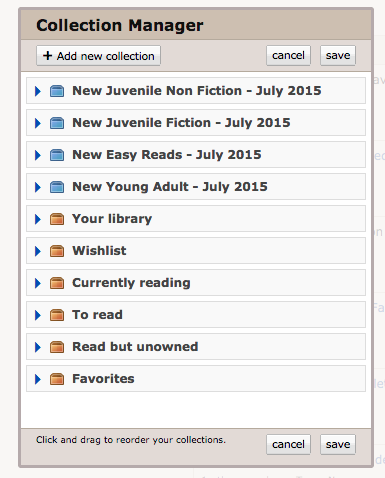 Collection Manager
+ Add new collection cancel save
New Juvenile Non Fiction - July 2015
New Juvenile Fiction - July 2015
New Easy Reads - July 2015
New Young Adult - July 2015
Your library
Wishlist
Currently reading
To read
Read but unowned
Favorites
Click and drag to reorder your collections. cancel save